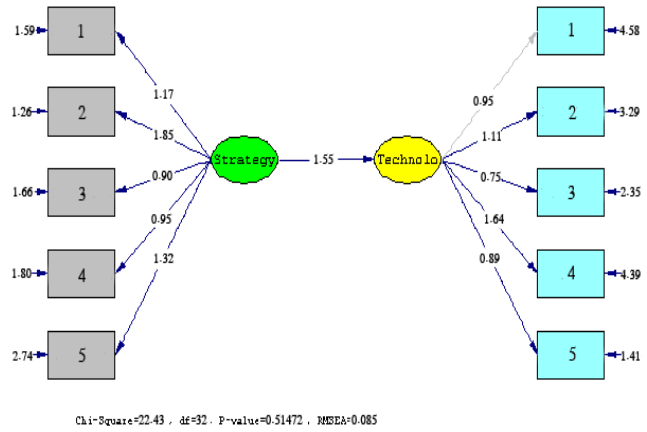 1.59 1 1 4.58
1.17 0.95
1.26 2 2 3.29
1.85 1.11
Strategy 1.55 Technolo
1.66 3 0.90 0.75 3 2.35
0.95 1.64
1.80 4 4 4.39
1.32 0.89
2.74 5 5 1.41
Chi-Square=22.43 , df=32 . P-value=0.51472 , RMSEA=0.085